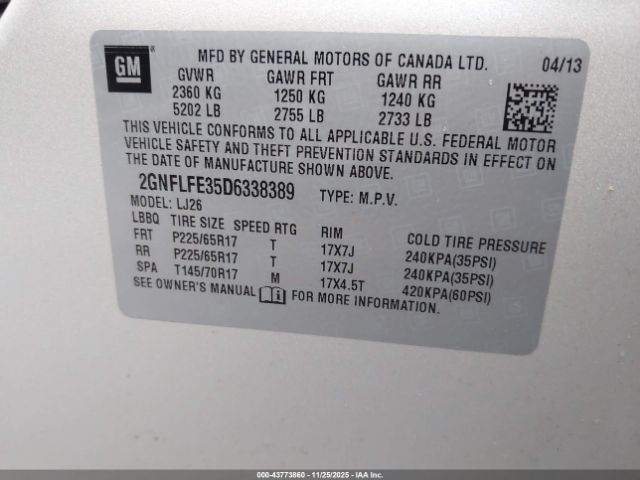 GM
MFD BY GENERAL MOTORS OF CANADA LTD. 04/13
GVWR GAWR FRT GAWR RR
2360 KG 1250 KG 1240 KG
5202 LB 2755 LB 2733 LB
THIS VEHICLE CONFORMS TO ALL APPLICABLE U.S. FEDERAL MOTOR
VEHICLE SAFETY AND THEFT PREVENTION STANDARDS IN EFFECT ON
THE DATE OF MANUFACTURE SHOWN ABOVE.
2GNFLFE35D6338389 TYPE: M.P.V.
MODEL: LJ26
LBBQ TIRE SIZE SPEED RTG RIM COLD TIRE PRESSURE
FRT P225/65R17 T 17X7J 240KPA(35PSI)
RR P225/65R17 T 17X7J 240KPA(35PSI)
SPA T145/70R17 M 17X4.5T 420KPA(60PSI)
SEE OWNER'S MANUAL FOR MORE INFORMATION.
000-43773860 - 11/25/2025 - IAA